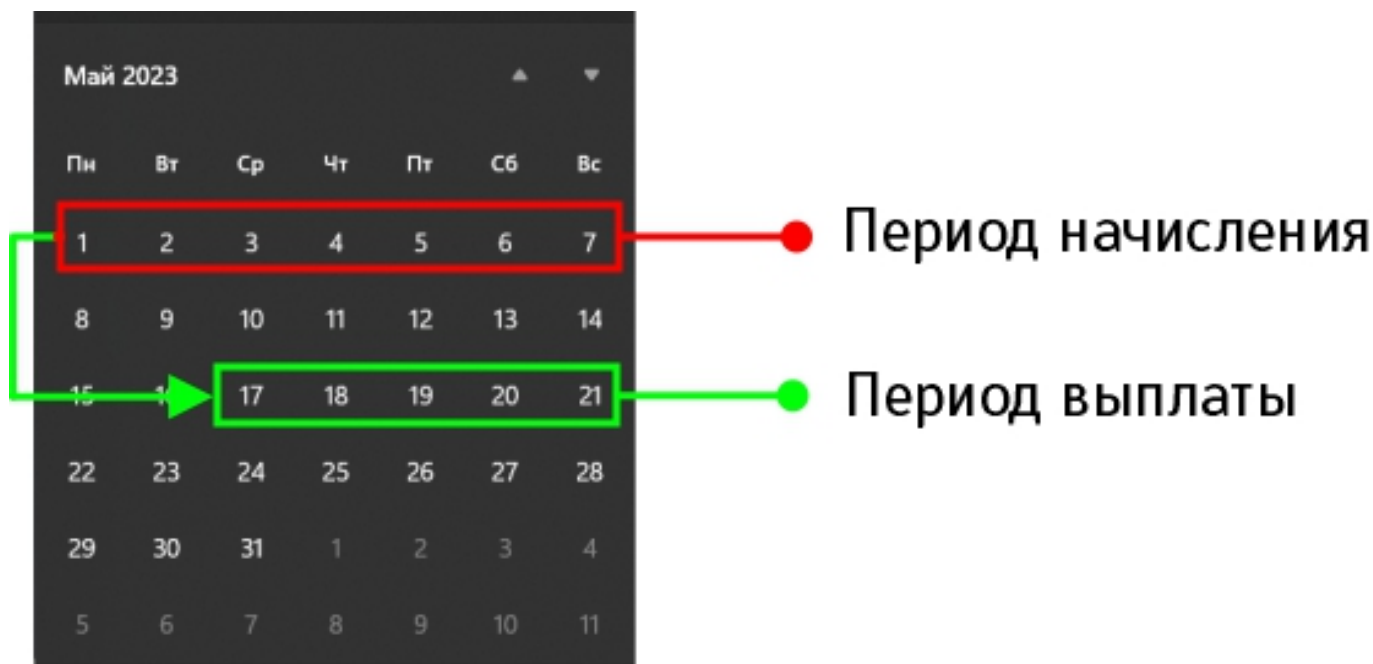 Май 2023
Пн Вт Ср Чт Пт Сб Вс
1 2 3 4 5 6 7
Период начисления
8 9 10 11 12 13 14
15 17 18 19 20 21
Период выплаты
22 23 24 25 26 27 28
29 30 31 1 2 3 4
5 6 7 8 9 10 11